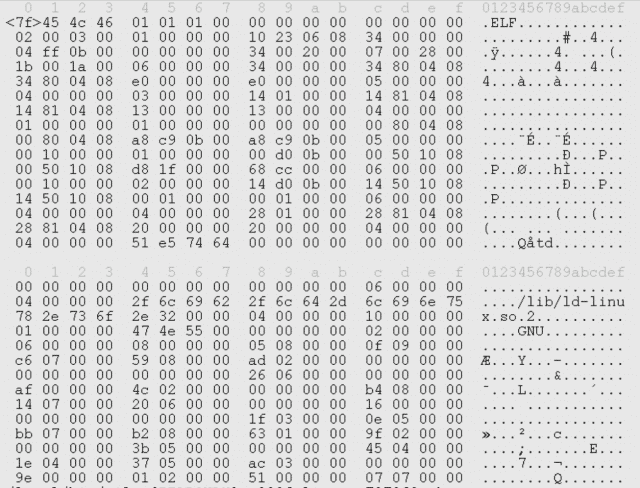 0 1 2 3 4 5 6 7 8 9 a b c d e f 0123456789abcdef
<7f>45 4c 46 01 01 01 00 00 00 00 00 00 00 00 00 .ELF............
02 00 03 00 01 00 00 00 10 23 06 08 34 00 00 00 .........#..4...
04 ff 0b 00 00 00 00 00 34 00 20 00 07 00 28 00 .ÿ......4. ...(.
1b 00 1a 00 06 00 00 00 34 00 00 00 34 80 04 08 ........4...4...
34 80 04 08 e0 00 00 00 e0 00 00 00 05 00 00 00 4...à...à.......
04 00 00 00 03 00 00 00 14 01 00 00 14 81 04 08 ................
14 81 04 08 13 00 00 00 13 00 00 00 04 00 00 00 ................
01 00 00 00 01 00 00 00 00 00 00 00 00 80 04 08 ................
00 80 04 08 a8 c9 0b 00 a8 c9 0b 00 05 00 00 00 ....¨É..¨É......
00 10 00 00 01 00 00 00 00 d0 0b 00 00 50 10 08 .........Ð...P..
00 50 10 08 d8 1f 00 00 68 cc 00 00 06 00 00 00 .P..Ø...hÌ......
00 10 00 00 02 00 00 00 14 d0 0b 00 14 50 10 08 .........Ð...P..
14 50 10 08 00 01 00 00 00 01 00 00 06 00 00 00 .P..............
04 00 00 00 04 00 00 00 28 01 00 00 28 81 04 08 ........(...(...
28 81 04 08 20 00 00 00 20 00 00 00 04 00 00 00 (... ... .......
04 00 00 00 51 e5 74 64 00 00 00 00 00 00 00 00 ....Qåtd........
0 1 2 3 4 5 6 7 8 9 a b c d e f 0123456789abcdef
00 00 00 00 00 00 00 00 00 00 00 00 06 00 00 00 ................
04 00 00 00 2f 6c 69 62 2f 6c 64 2d 6c 69 6e 75 ..../lib/ld-linu
78 2e 73 6f 2e 32 00 00 04 00 00 00 10 00 00 00 x.so.2..........
01 00 00 00 47 4e 55 00 00 00 00 00 02 00 00 00 ....GNU.........
06 00 00 00 08 00 00 00 05 08 00 00 0f 09 00 00 ................
c6 07 00 00 59 08 00 00 ad 02 00 00 00 00 00 00 Æ...Y...-.......
00 00 00 00 00 00 00 00 26 06 00 00 00 00 00 00 ........&.......
af 00 00 00 4c 02 00 00 00 00 00 00 b4 08 00 00 ¯...L.......´...
14 07 00 00 20 06 00 00 00 00 00 00 16 00 00 00 .... ...........
00 00 00 00 00 00 00 00 1f 03 00 00 0e 05 00 00 ................
bb 07 00 00 b2 08 00 00 63 01 00 00 9f 02 00 00 »...²...c.......
00 00 00 00 3b 05 00 00 00 00 00 00 45 04 00 00 ....;.......E...
1e 04 00 00 37 05 00 00 ac 03 00 00 00 00 00 00 ....7...¬.......
9e 00 00 00 01 02 00 00 51 00 00 00 07 07 00 00 ........Q.......